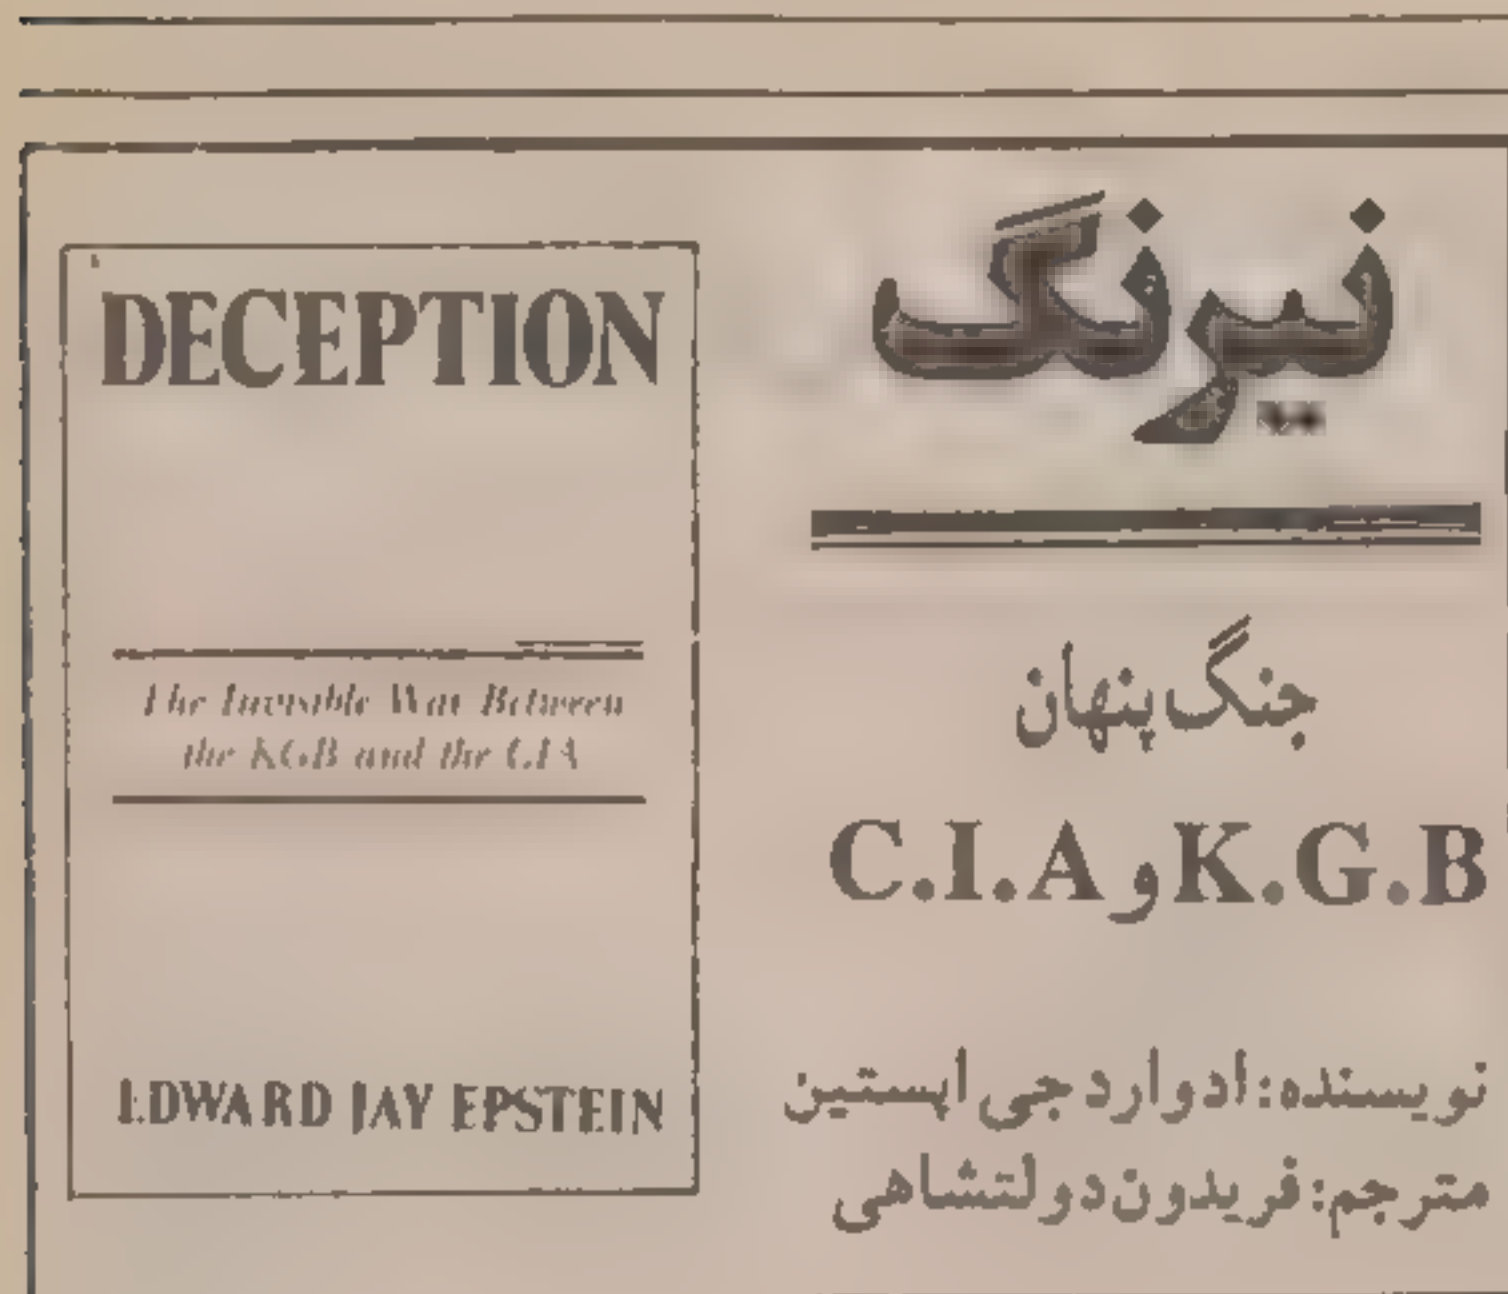 DECEPTION
The Invisible War Between
the KGB and the CIA
EDWARD JAY EPSTEIN
نیرنگ
جنگ پنهان
C.I.A و K.G.B
نویسنده: ادوارد جی اپستین
مترجم: فریدون دولتشاهی